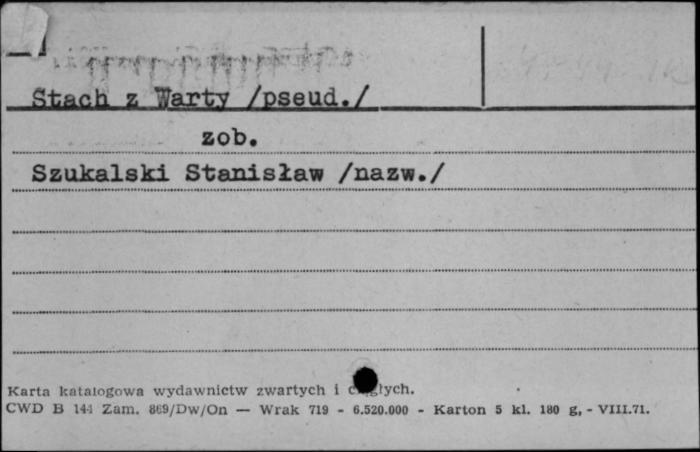 Stach z Warty /pseud./
zob.
Szukalski Stanisław /nazw./
Karta katalogowa wydawnictw zwartych i ciągłych.
CWD B 144 Zam. 869/Dw/On — Wrak 719 - 6.520.000 - Karton 5 kl. 180 g, - VIII.71.